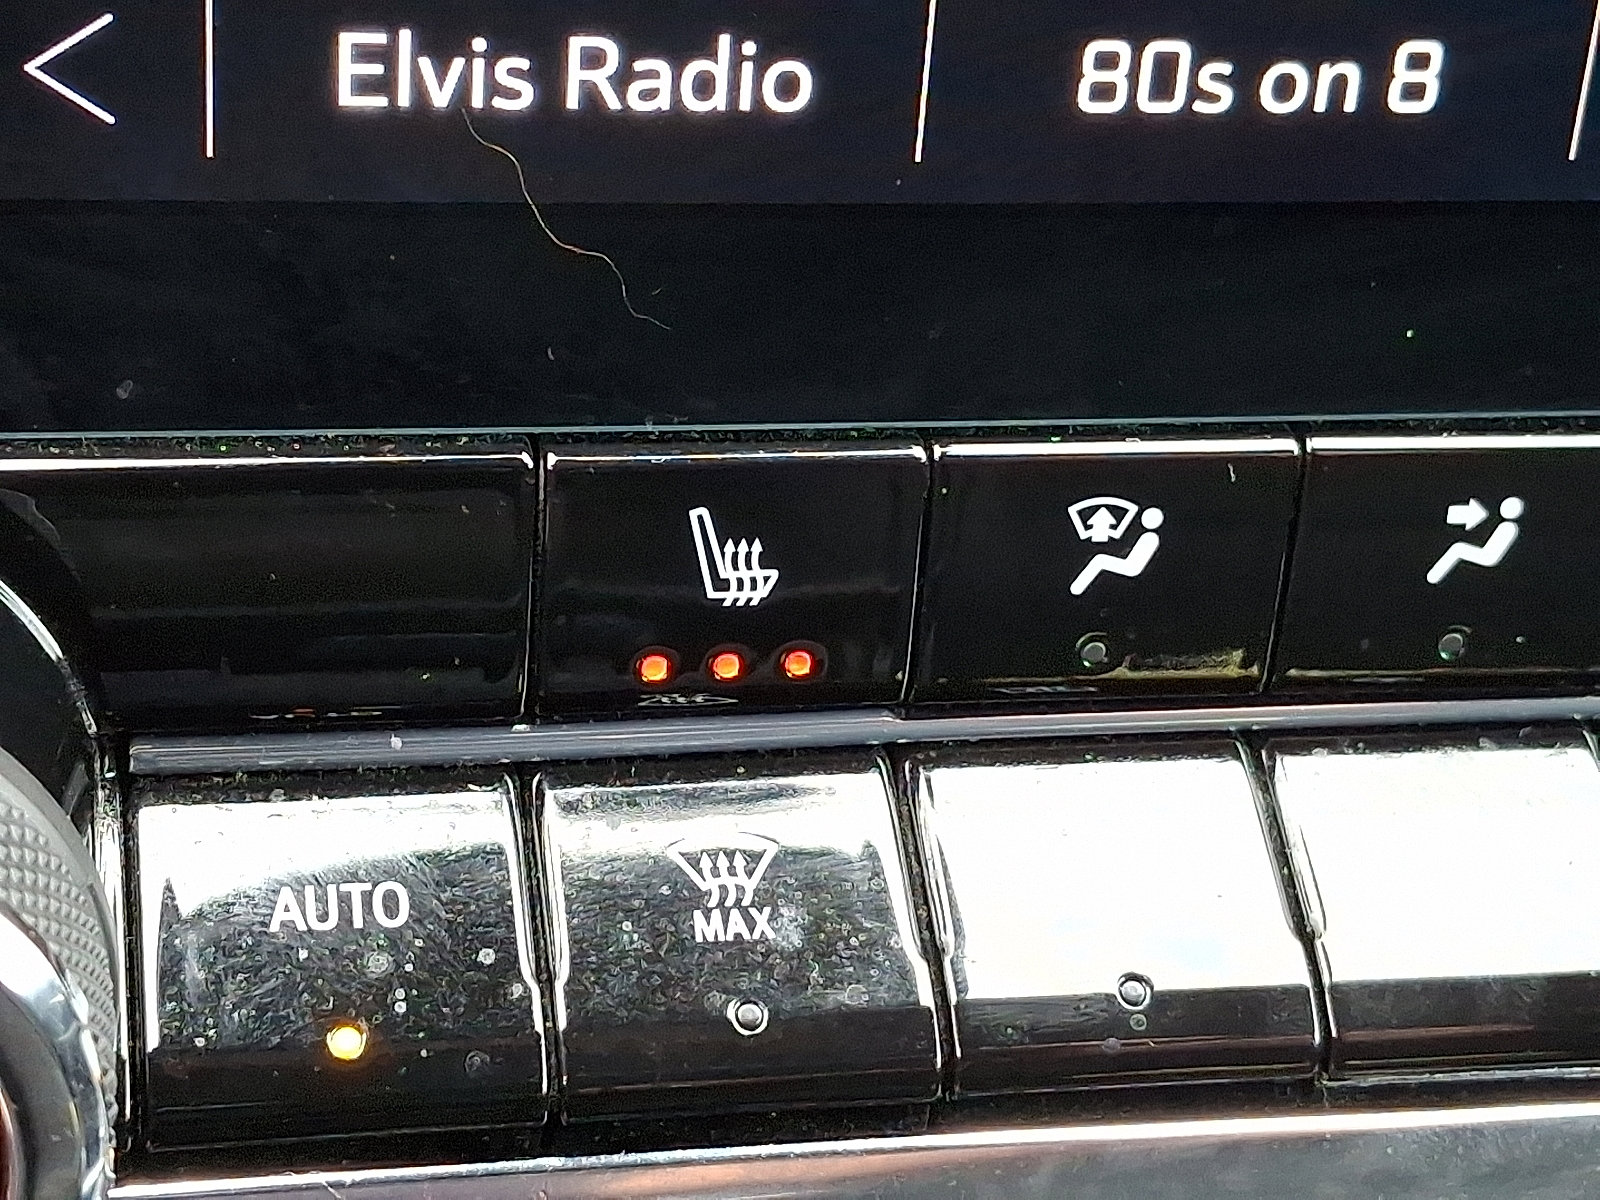 Elvis Radio
80s on 8
AUTO
MAX